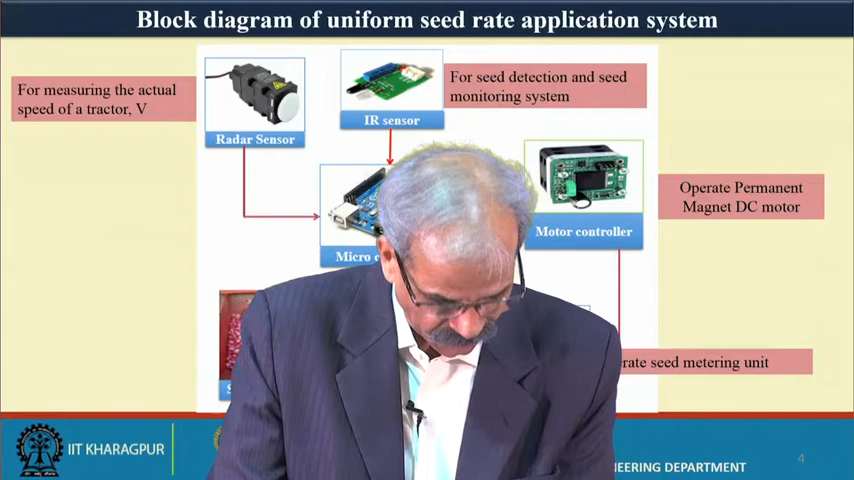 Block diagram of uniform seed rate application system
For measuring the actual
speed of a tractor, V
Radar Sensor
IR sensor
For seed detection and seed
monitoring system
Micro
Motor controller
Operate Permanent
Magnet DC motor
seed metering unit
IIT KHARAGPUR
DEPARTMENT
4